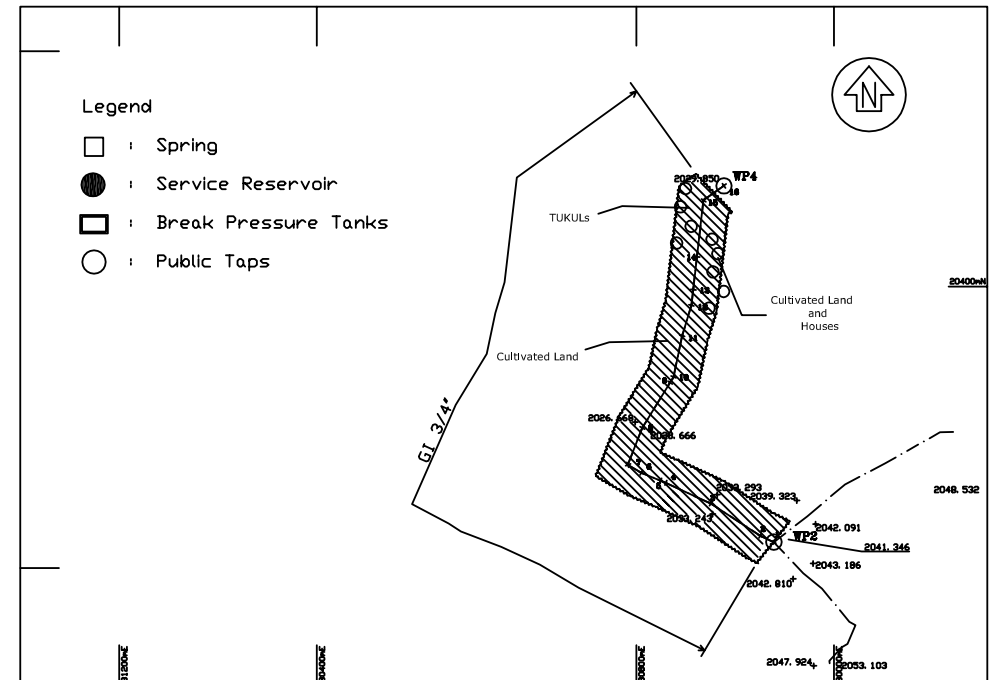 N
Legend
Spring
Service Reservoir
Break Pressure Tanks
Public Taps
WP4
TUKULs
20400mN
Cultivated Land
and
Houses
Cultivated Land
GI 3/4"
2048.532
2039.323
2042.091
WP2
2041.346
2043.186
2042.810
2047.924
2053.103